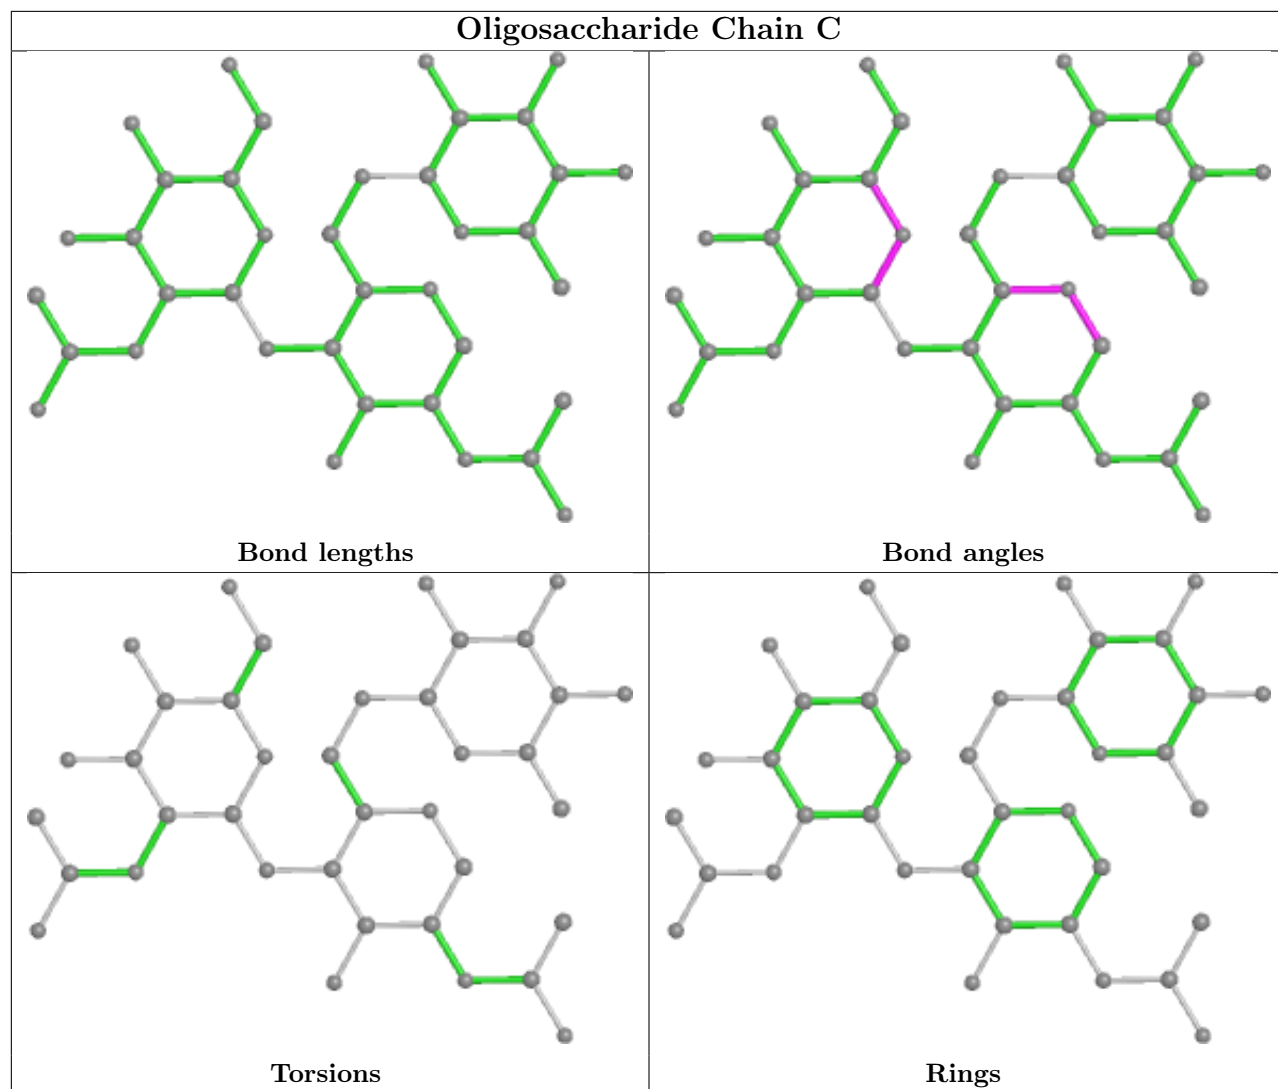 Oligosaccharide Chain C
Bond lengths
Bond angles
Torsions
Rings